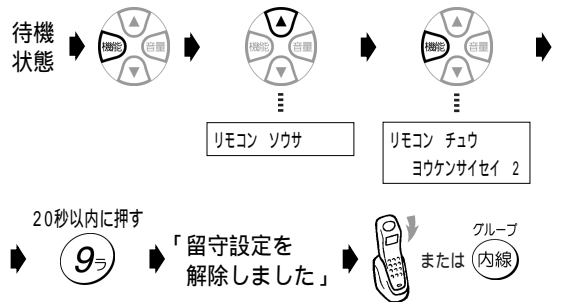 待機
状態
機能 音量
機能 音量
機能 音量
リモコン ソウサ
リモコン チュウ
ヨウケンサイセイ 2
20秒以内に押す
9ラ
「留守設定を
解除しました」
または
グループ
内線